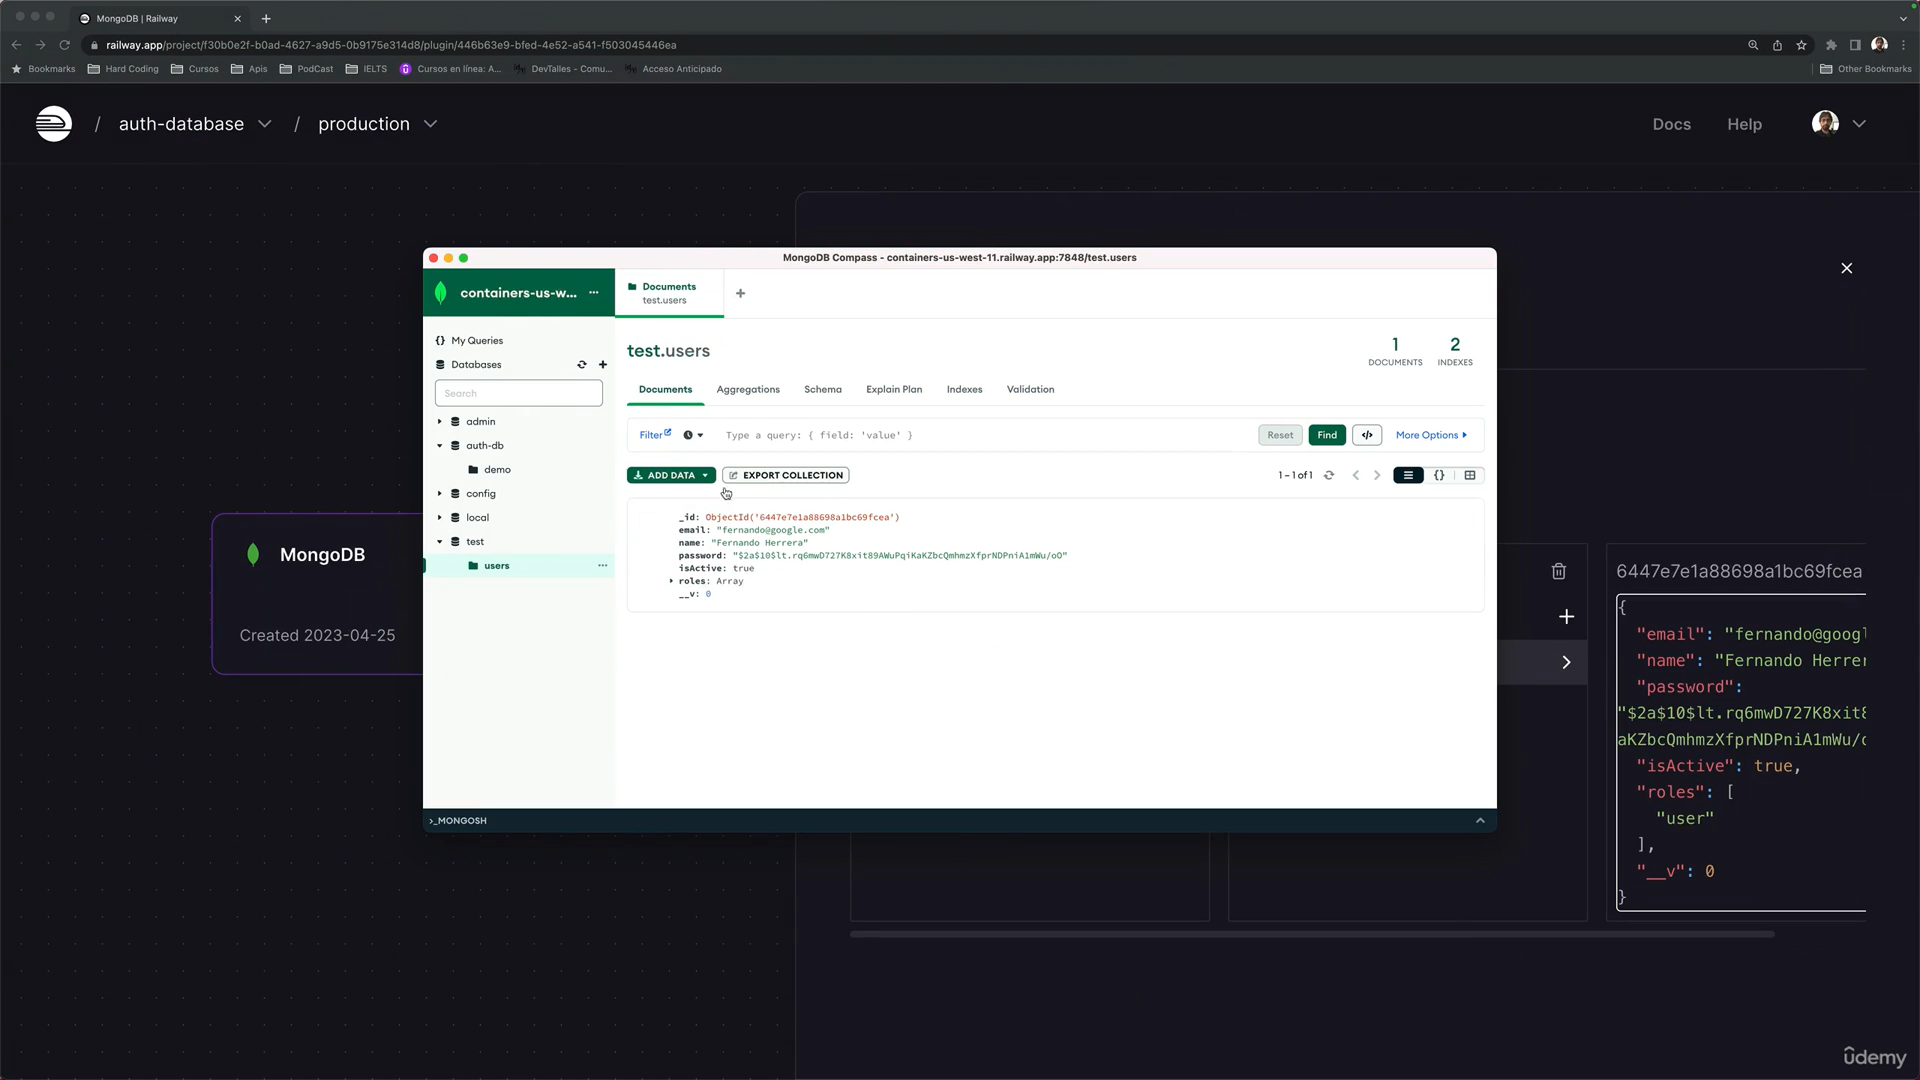 MongoDB | Railway
railway.app/project/f30b0e2f-b0ad-4627-a9d5-0b9175e314d8/plugin/446b63e9-bfed-4e52-a541-f503045446ea
Bookmarks
Hard Coding
Cursos
Apis
PodCast
IELTS
Cursos en línea: A...
DevTalles - Comu...
Acceso Anticipado
Other Bookmarks
/ auth-database / production
Docs
Help
MongoDB Compass - containers-us-west-11.railway.app:7848/test.users
containers-us-w...
Documents
test.users
{} My Queries
Databases
Search
admin
auth-db
demo
config
local
test
users
test.users
1
DOCUMENTS
2
INDEXES
Documents
Aggregations
Schema
Explain Plan
Indexes
Validation
Filter
Type a query: { field: 'value' }
Reset
Find
</>
More Options
ADD DATA
EXPORT COLLECTION
1 – 1 of 1
{}
_id: ObjectId('6447e7e1a88698a1bc69fcea')
email: "fernando@google.com"
name: "Fernando Herrera"
password: "$2a$10$lt.rq6mwD727K8xit89AWuPqiKaKZbcQmhmzXfprNDPniA1mWu/oO"
isActive: true
roles: Array
__v: 0
>_MONGOSH
MongoDB
Created 2023-04-25
6447e7e1a88698a1bc69fcea
{
"email": "fernando@googl
"name": "Fernando Herrer
"password":
"$2a$10$lt.rq6mwD727K8xit8
aKZbcQmhmzXfprNDPniA1mWu/o
"isActive": true,
"roles": [
"user"
],
"__v": 0
}
ûdemy